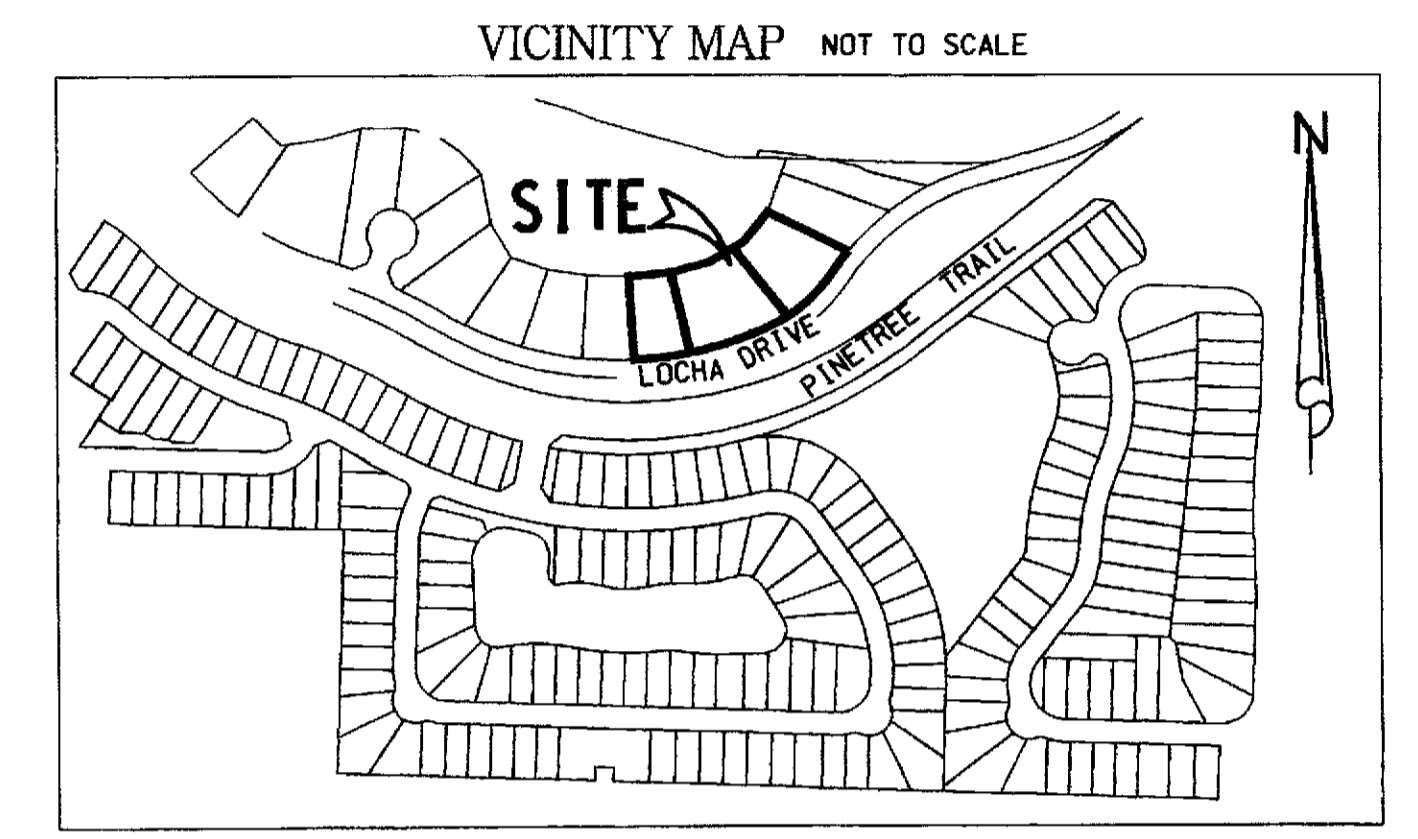 VICINITY MAP NOT TO SCALE
N
SITE
LOCHA DRIVE
PINETREE TRAIL